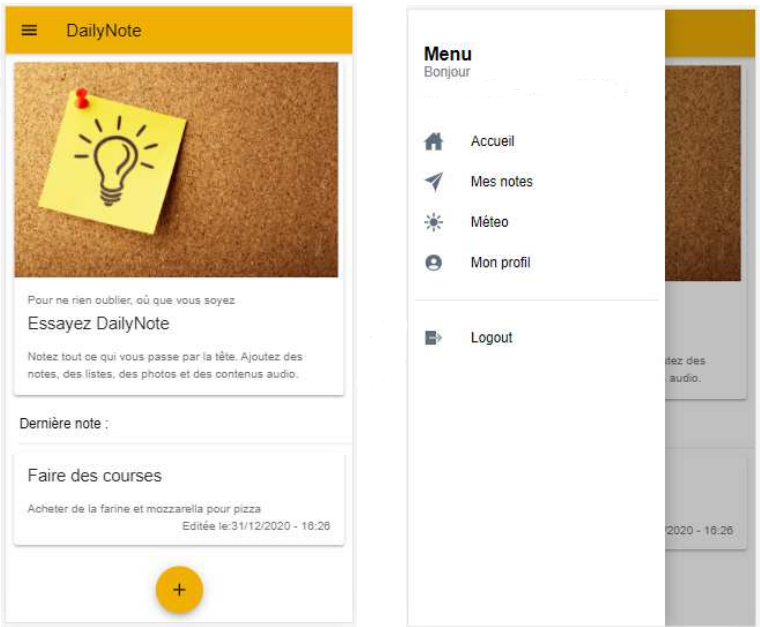 DailyNote
Pour ne rien oublier, où que vous soyez
Essayez DailyNote
Notez tout ce qui vous passe par la tête. Ajoutez des
notes, des listes, des photos et des contenus audio.
Dernière note :
Faire des courses
Acheter de la farine et mozzarella pour pizza
Editée le:31/12/2020 - 16:26
+
Menu
Bonjour
Accueil
Mes notes
Méteo
Mon profil
Logout
tez des
audio.
2020 - 16:26